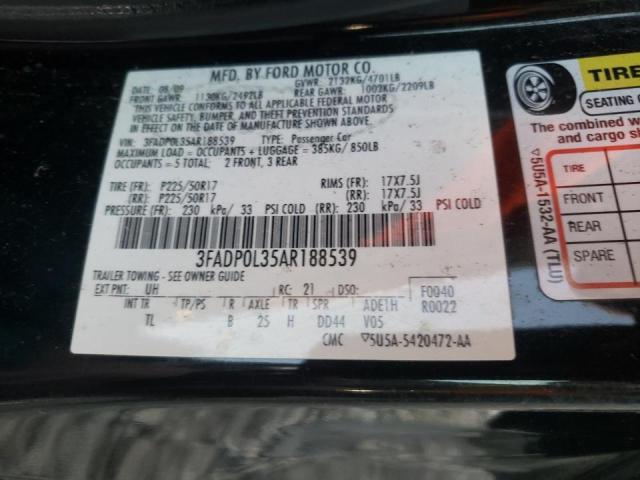 MFD. BY FORD MOTOR CO.
DATE: 08/09 GVWR: 2132KG/4701LB
FRONT GAWR: 1130KG/2492LB REAR GAWR: 1002KG/2209LB
THIS VEHICLE CONFORMS TO ALL APPLICABLE FEDERAL MOTOR
VEHICLE SAFETY, BUMPER, AND THEFT PREVENTION STANDARDS
IN EFFECT ON THE DATE OF MANUFACTURE SHOWN ABOVE.
VIN: 3FADP0L35AR188539 TYPE: Passenger Car
MAXIMUM LOAD = OCCUPANTS + LUGGAGE = 385KG/850LB
OCCUPANTS = 5 TOTAL: 2 FRONT, 3 REAR
TIRE (FR): P225/50R17 RIMS (FR): 17X7.5J
(RR): P225/50R17 (RR): 17X7.5J
PRESSURE (FR): 230 kPa/ 33 PSI COLD (RR): 230 kPa/ 33 PSI COLD
3FADP0L35AR188539
TRAILER TOWING - SEE OWNER GUIDE
EXT PNT: UH RC: 21 DSO: F0040
INT TR TP/PS R AXLE TR SPR ADETH R0022
TL B 25 H DD44 V05
CMC ▽5U5A-5420472-AA
TIRE
SEATING
The combined w
and cargo sh
TIRE
FRONT
REAR
SPARE
▽5U5A-1532-AA (TLU)